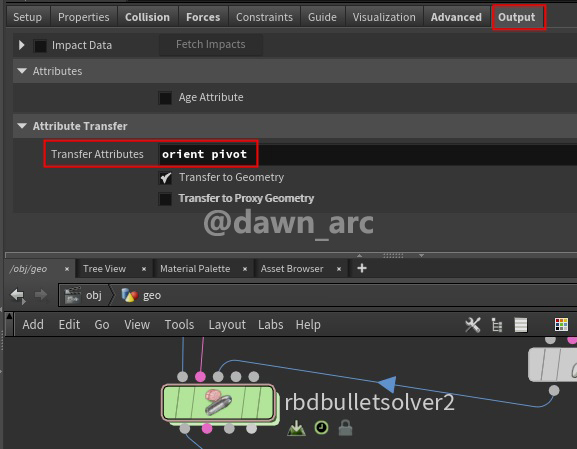 Setup Properties Collision Forces Constraints Guide Visualization Advanced Output
Impact Data Fetch Impacts
Attributes
Age Attribute
Attribute Transfer
Transfer Attributes orient pivot
Transfer to Geometry
Transfer to Proxy Geometry
@dawn_arc
/obj/geo × Tree View × Material Palette × Asset Browser × +
obj geo
Add Edit Go View Tools Layout Labs Help
rbdbulletsolver2